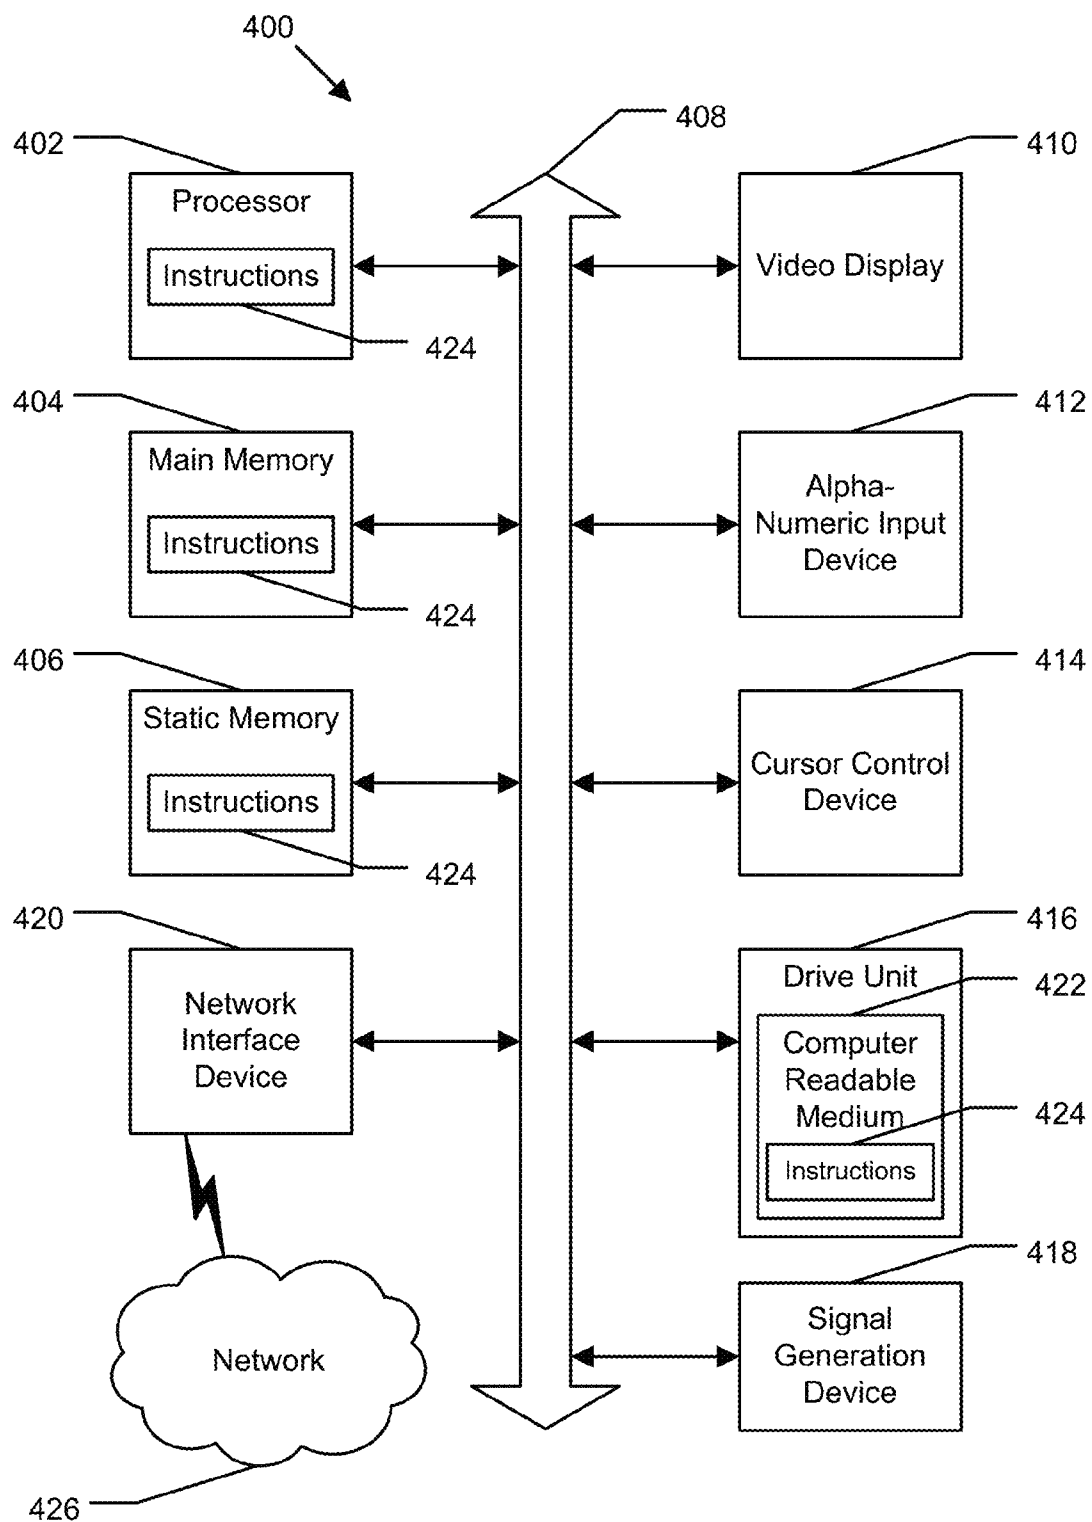 400
408
402
Processor
Instructions
424
410
Video Display
404
Main Memory
Instructions
424
412
Alpha-
Numeric Input
Device
406
Static Memory
Instructions
424
414
Cursor Control
Device
420
Network
Interface
Device
416
Drive Unit
422
Computer
Readable
Medium
424
Instructions
418
Signal
Generation
Device
Network
426